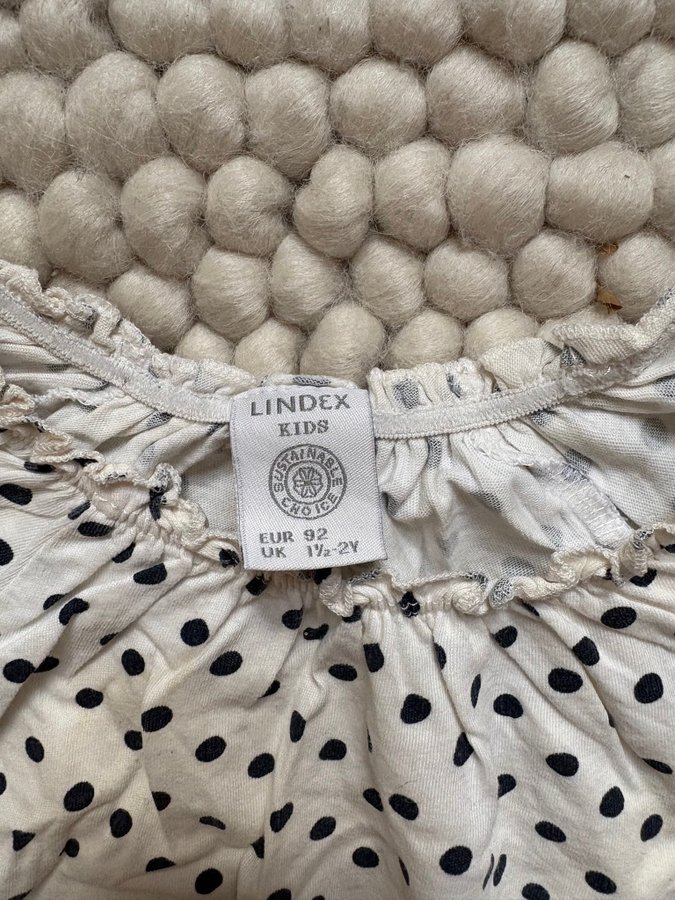 LINDEX
KIDS
SUSTAINABLE
CHOICE
EUR 92
UK 1½-2Y